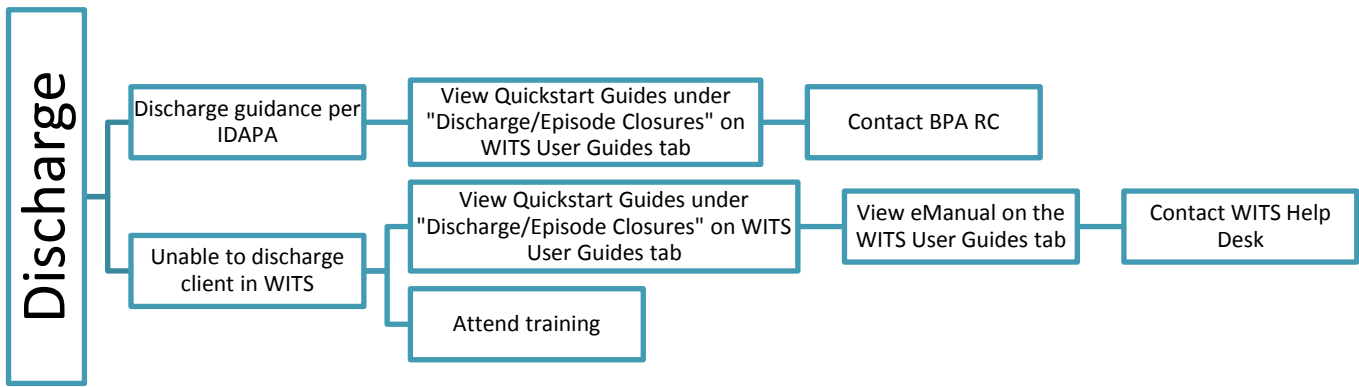 Discharge
Discharge guidance per
IDAPA
View Quickstart Guides under
"Discharge/Episode Closures" on
WITS User Guides tab
Contact BPA RC
Unable to discharge
client in WITS
View Quickstart Guides under
"Discharge/Episode Closures" on WITS
User Guides tab
View eManual on the
WITS User Guides tab
Contact WITS Help
Desk
Attend training